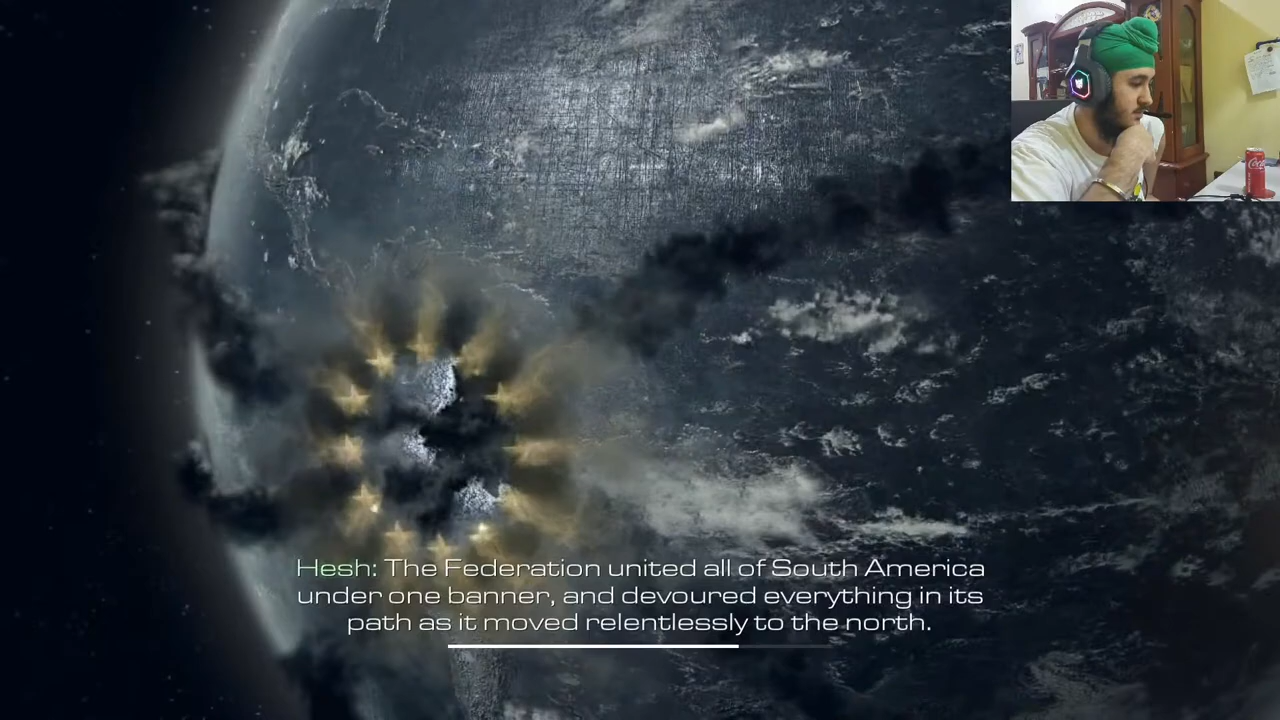 Coca
Hesh: The Federation united all of South America
under one banner, and devoured everything in its
path as it moved relentlessly to the north.